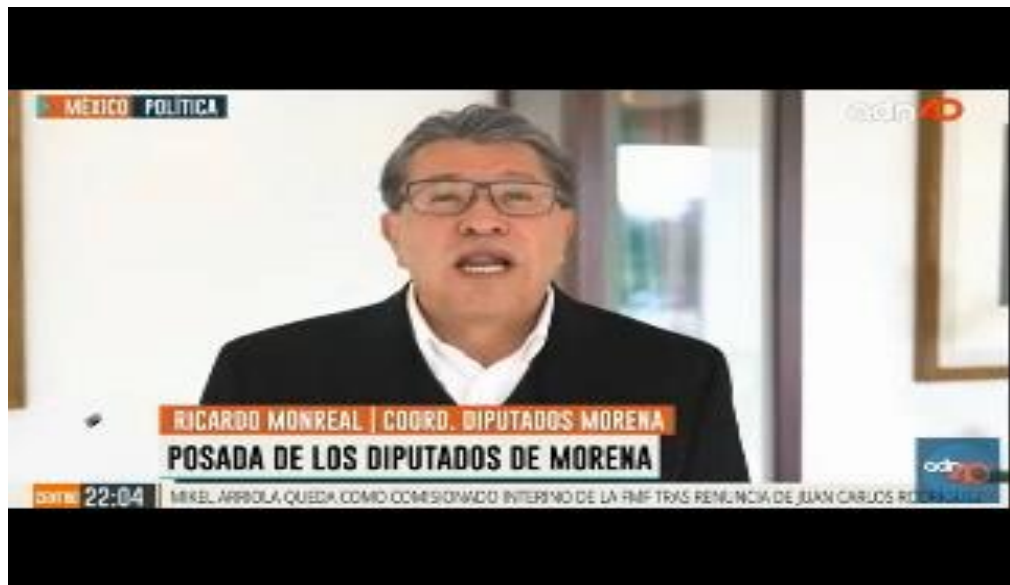 MÉXICO POLÍTICA
adn40
RICARDO MONREAL | COORD. DIPUTADOS MORENA
POSADA DE LOS DIPUTADOS DE MORENA
adn40
22:04 MIKEL ARRIOLA QUEDA COMO COMISIONADO INTERINO DE LA FMF TRAS RENUNCIA DE JUAN CARLOS